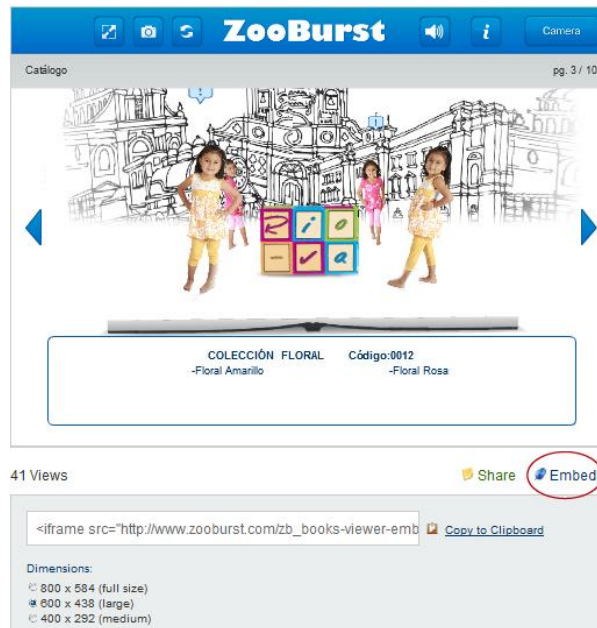 ZooBurst
i
Camera
Catálogo
pg. 3 / 10
R i o
- v a
COLECCIÓN FLORAL Código:0012
-Floral Amarillo -Floral Rosa
41 Views
Share
Embed
<iframe src="http://www.zooburst.com/zb_books-viewer-emb
Copy to Clipboard
Dimensions:
800 x 584 (full size)
600 x 438 (large)
400 x 292 (medium)